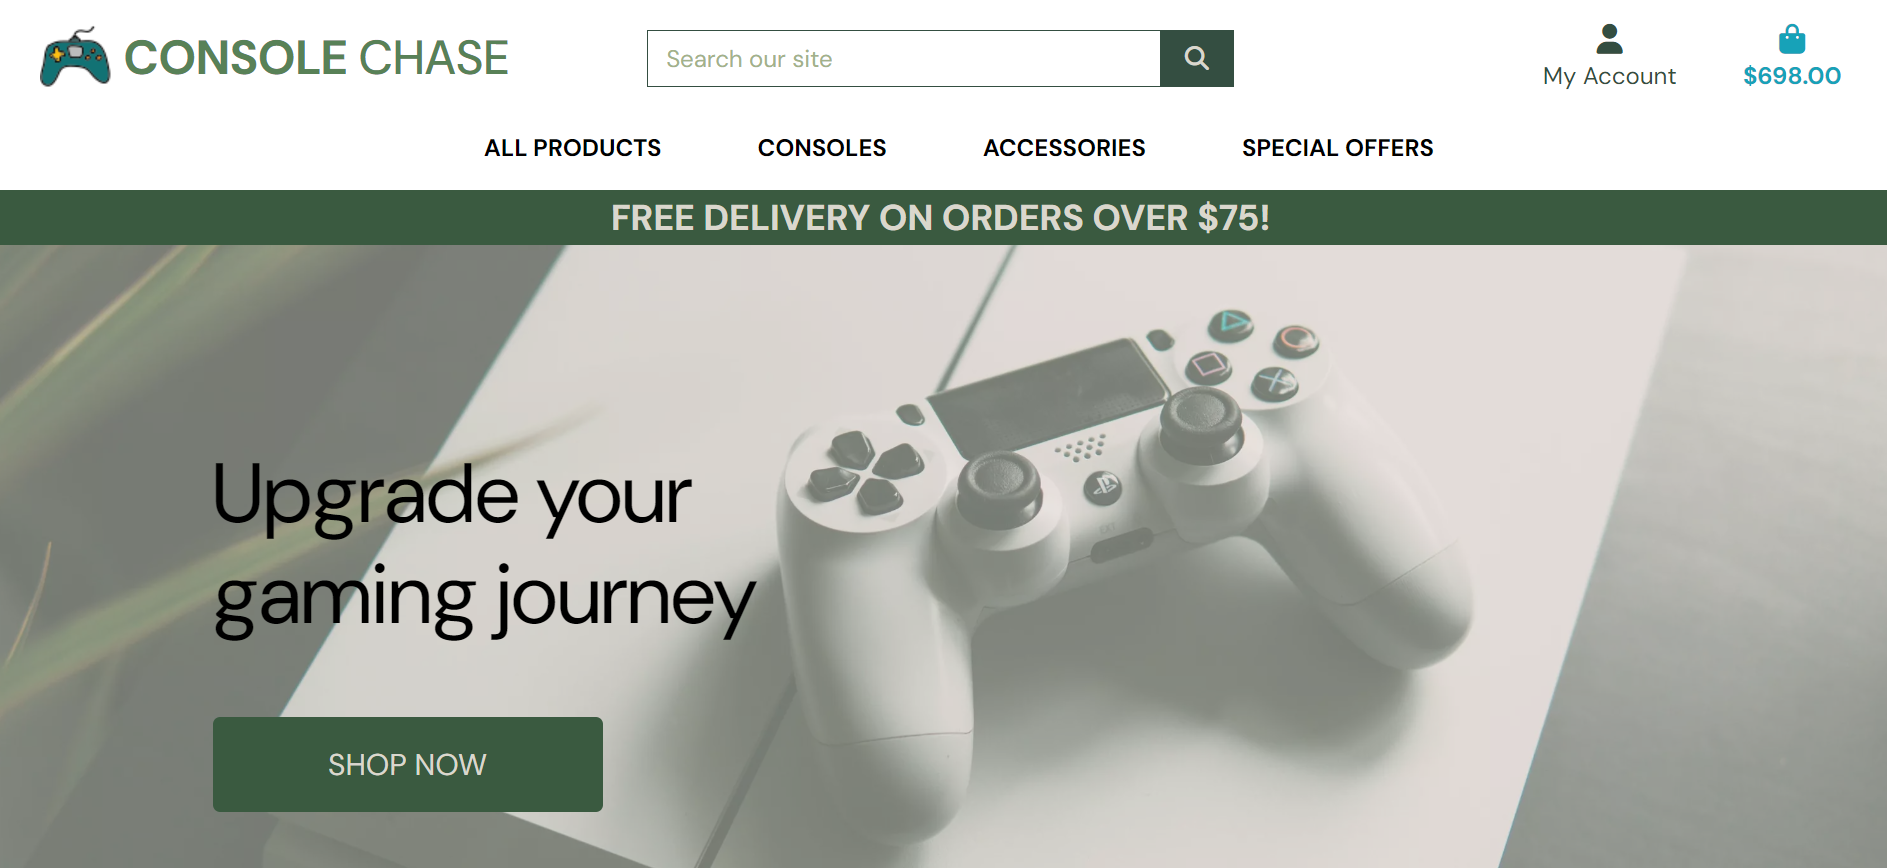 CONSOLE CHASE
Search our site
My Account
$698.00
ALL PRODUCTS
CONSOLES
ACCESSORIES
SPECIAL OFFERS
FREE DELIVERY ON ORDERS OVER $75!
Upgrade your
gaming journey
SHOP NOW